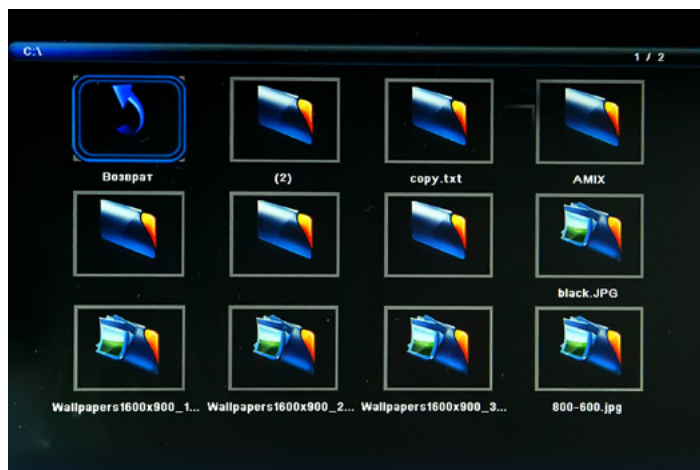 C:\
1 / 2
Возврат
(2)
copy.txt
AMIX
black.JPG
Wallpapers1600x900_1...
Wallpapers1600x900_2...
Wallpapers1600x900_3...
800-600.jpg